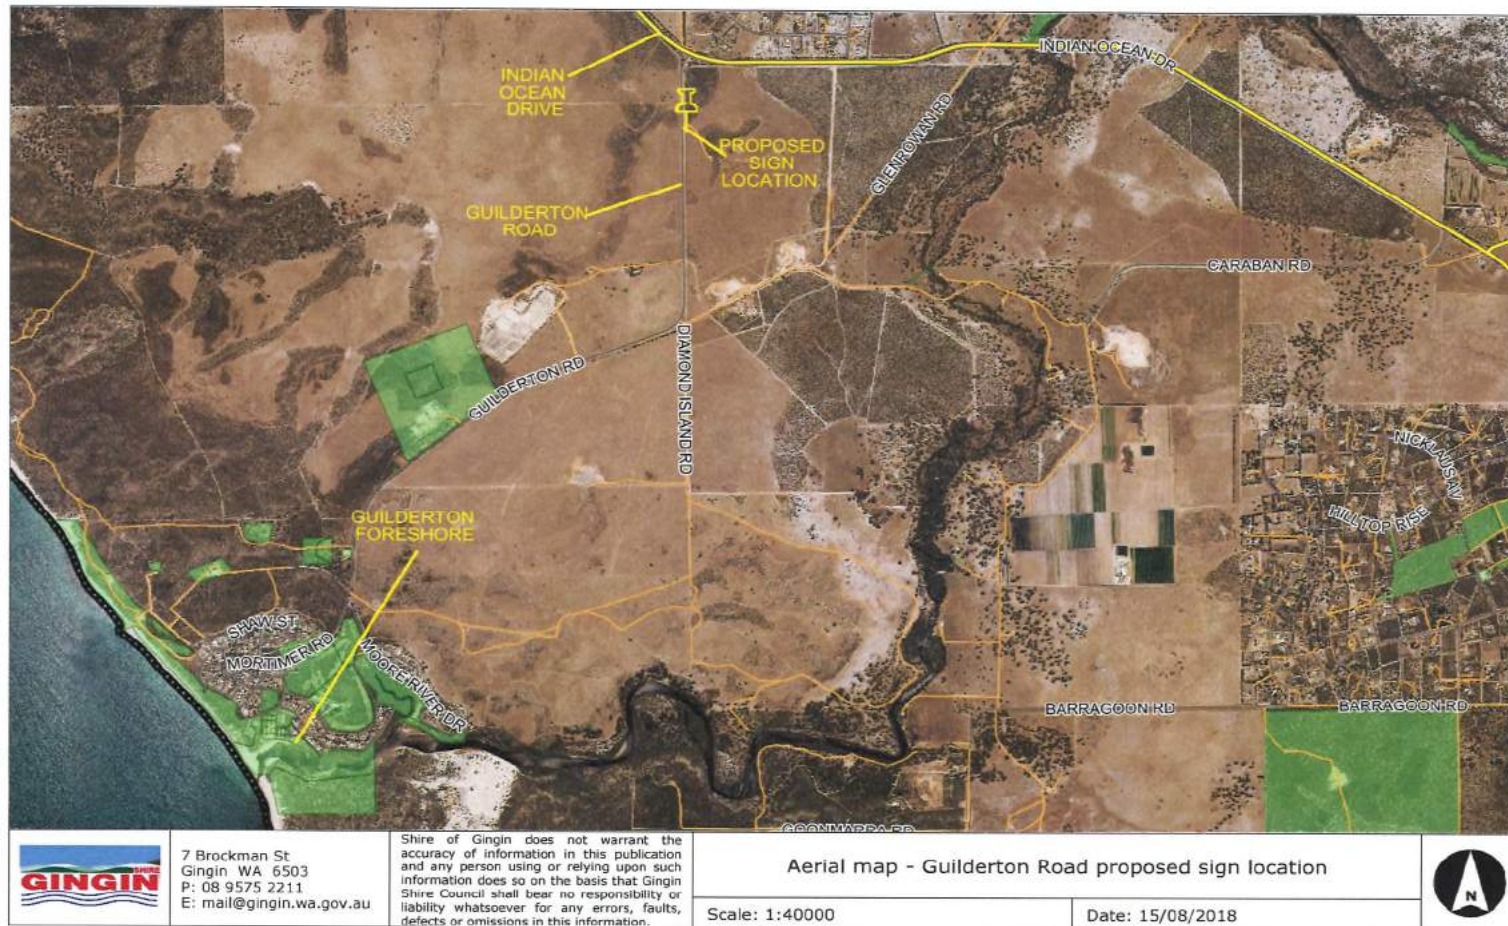 INDIAN OCEAN DR
INDIAN
OCEAN
DRIVE
PROPOSED
SIGN
LOCATION
GLENROWAN RD
GUILDERTON
ROAD
CARABAN RD
DIAMOND ISLAND RD
GUILDERTON RD
NICKLAUS AV
HILLTOP RISE
GUILDERTON
FORESHORE
SHAW ST
MORTIMER RD
MOORE RIVER DR
BARRAGOON RD
BARRAGOON RD
GOONMARRA RD
SHIRE
GINGIN
7 Brockman St
Gingin WA 6503
P: 08 9575 2211
E: mail@gingin.wa.gov.au
Shire of Gingin does not warrant the
accuracy of information in this publication
and any person using or relying upon such
information does so on the basis that Gingin
Shire Council shall bear no responsibility or
liability whatsoever for any errors, faults,
defects or omissions in this information.
Aerial map - Guilderton Road proposed sign location
Scale: 1:40000
Date: 15/08/2018
N